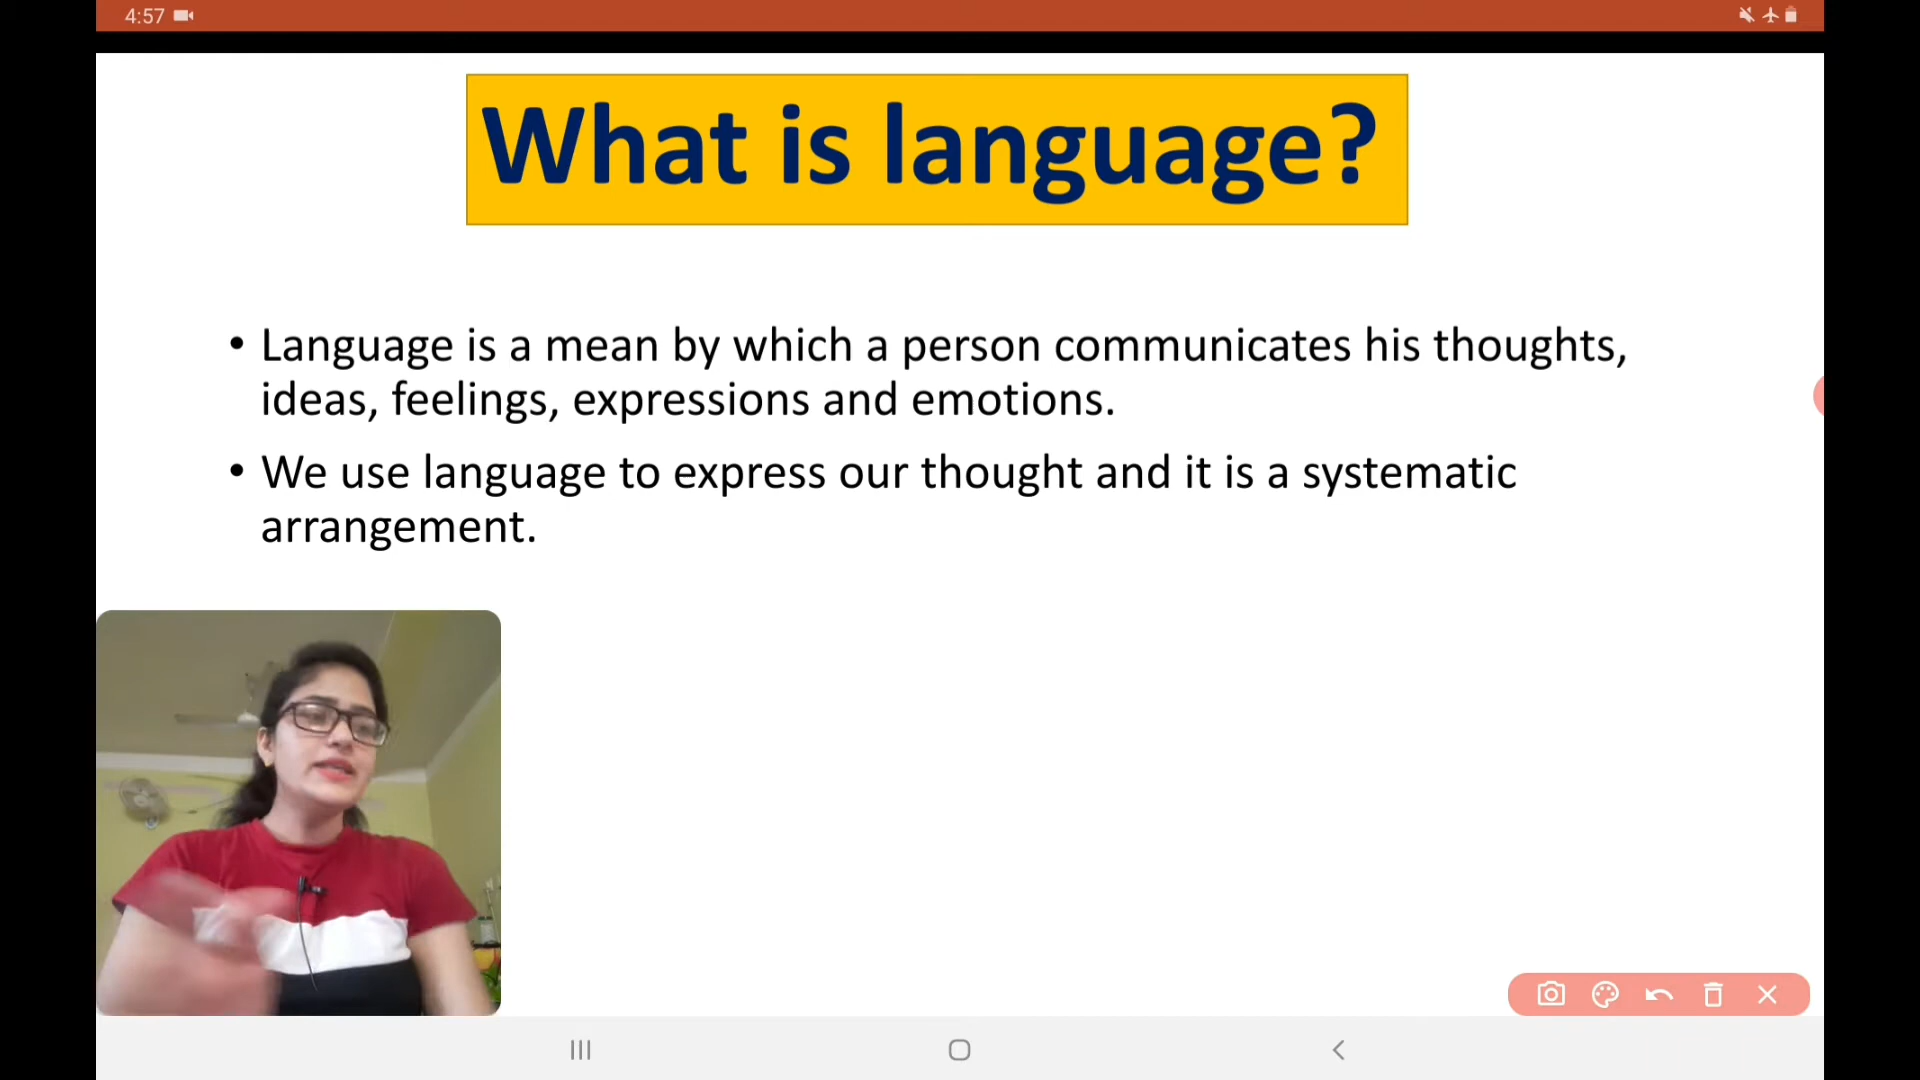 4:57
What is language?
• Language is a mean by which a person communicates his thoughts,
ideas, feelings, expressions and emotions.
• We use language to express our thought and it is a systematic
arrangement.